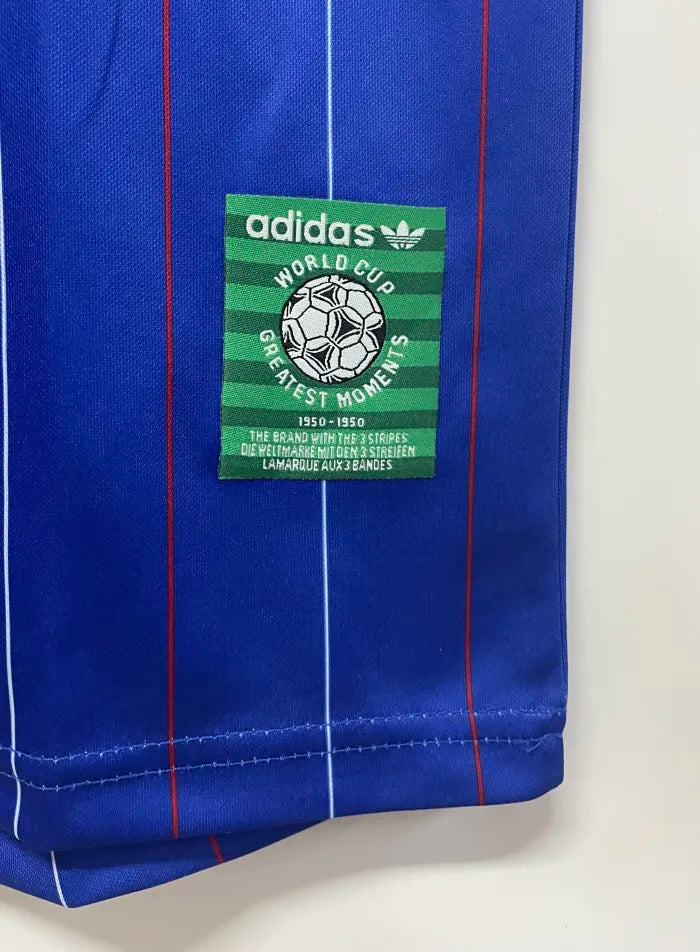 adidas
WORLD CUP
GREATEST MOMENTS
1950-1950
THE BRAND WITH THE 3 STRIPES
DIE WELTMARKE MIT DEN 3 STREIFEN
LA MARQUE AUX 3 BANDES